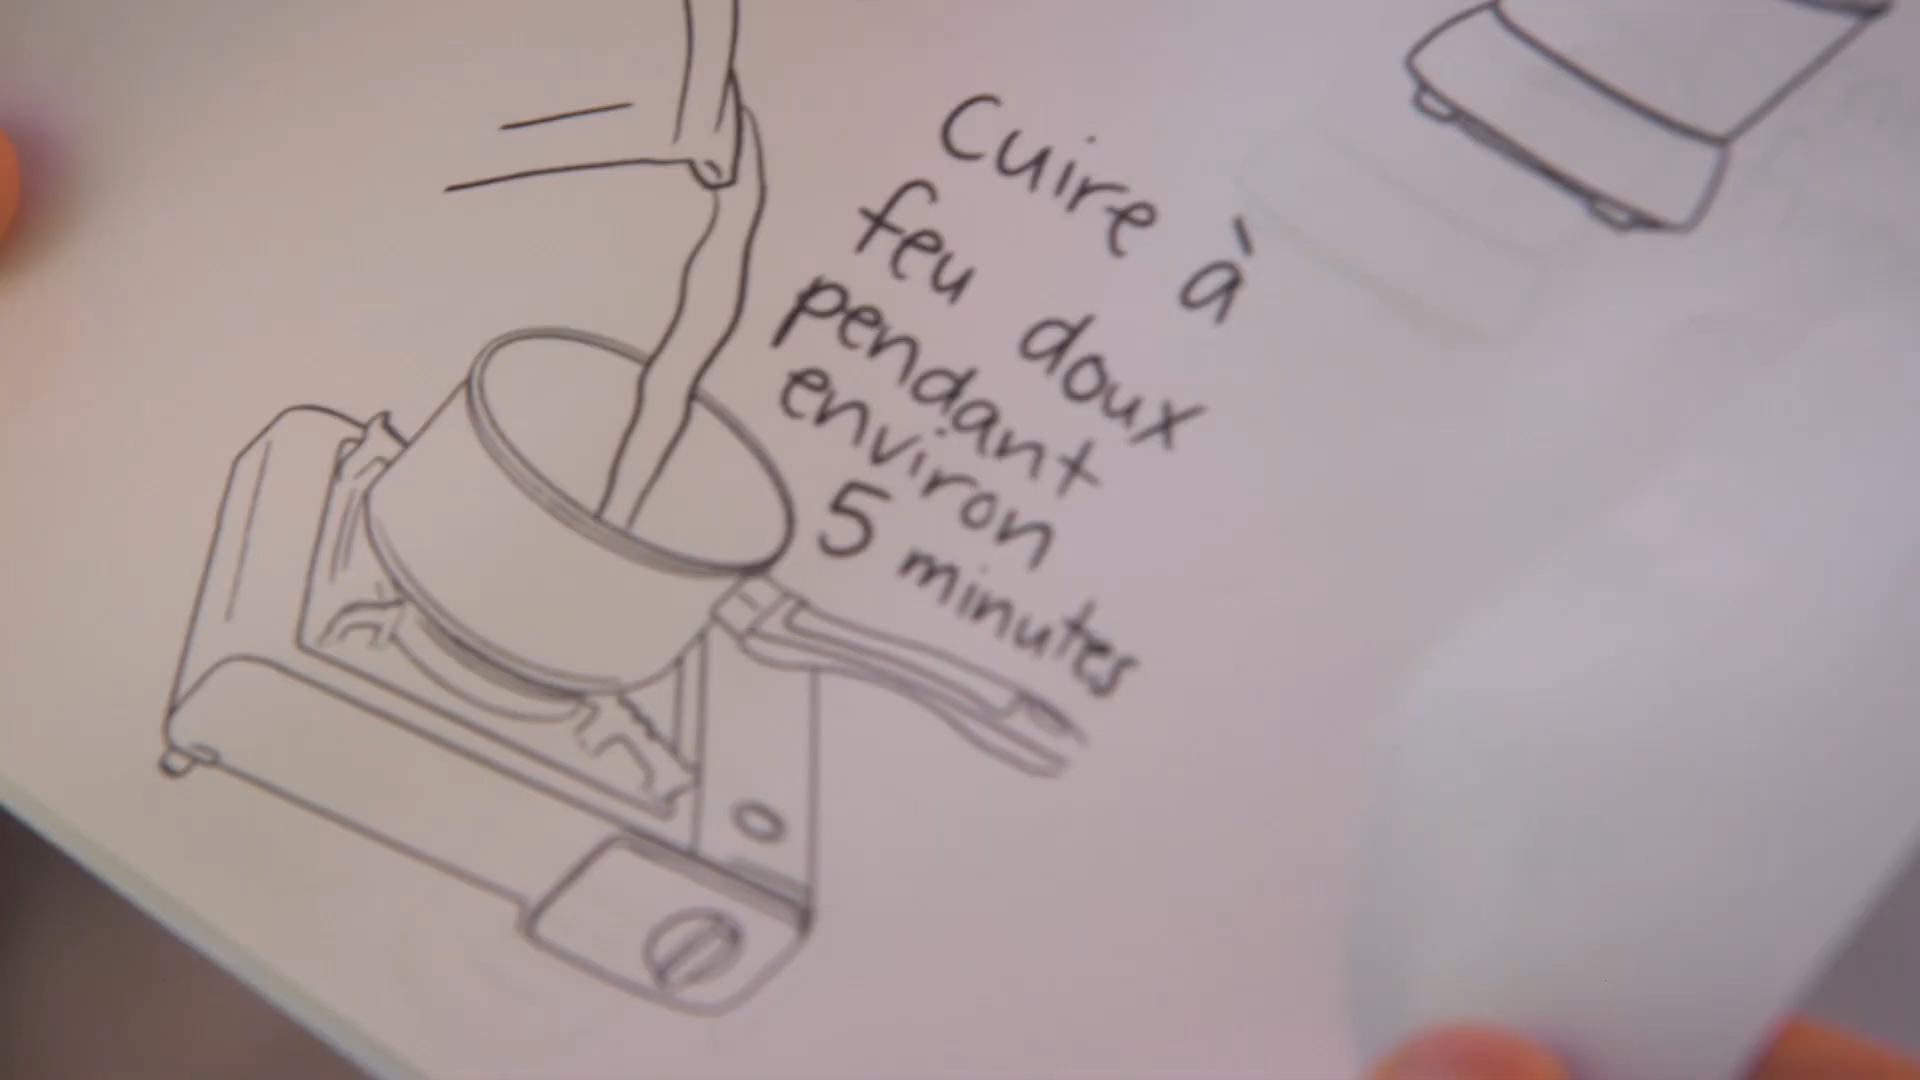 Cuire à
feu doux
pendant
environ
5 minutes